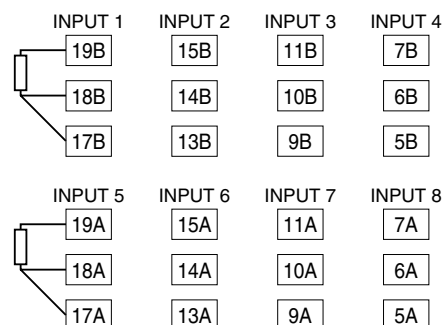 INPUT 1 INPUT 2 INPUT 3 INPUT 4
19B 15B 11B 7B
18B 14B 10B 6B
17B 13B 9B 5B
INPUT 5 INPUT 6 INPUT 7 INPUT 8
19A 15A 11A 7A
18A 14A 10A 6A
17A 13A 9A 5A